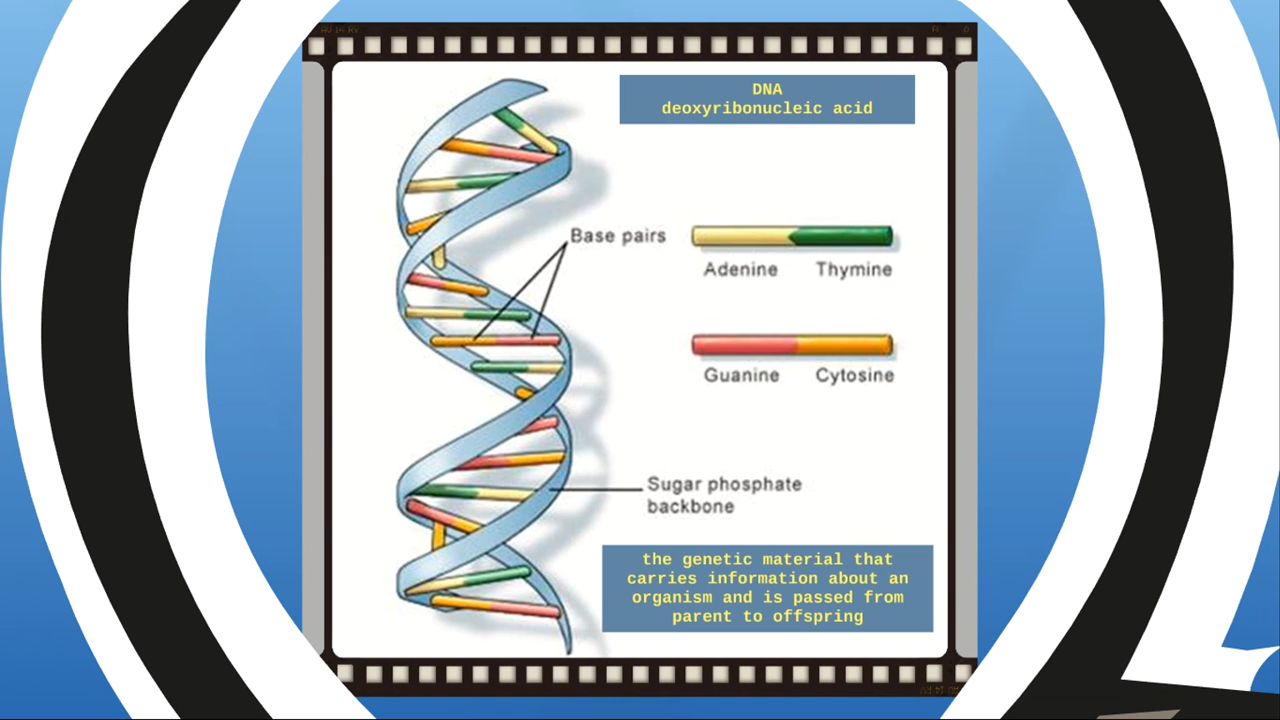 DNA
deoxyribonucleic acid
Base pairs
Adenine Thymine
Guanine Cytosine
Sugar phosphate
backbone
the genetic material that
carries information about an
organism and is passed from
parent to offspring